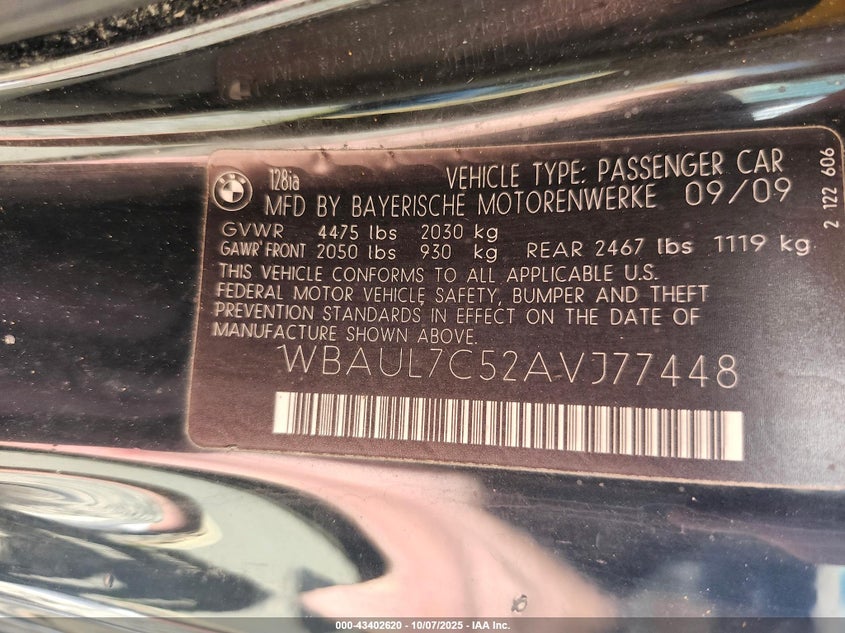 BMW
128ia
VEHICLE TYPE: PASSENGER CAR
MFD BY BAYERISCHE MOTORENWERKE 09/09
GVWR 4475 lbs 2030 kg
GAWR FRONT 2050 lbs 930 kg REAR 2467 lbs 1119 kg
THIS VEHICLE CONFORMS TO ALL APPLICABLE U.S.
FEDERAL MOTOR VEHICLE SAFETY, BUMPER AND THEFT
PREVENTION STANDARDS IN EFFECT ON THE DATE OF
MANUFACTURE SHOWN ABOVE.
WBAUL7C52AVJ77448
2 122 606
000-43402620 - 10/07/2025 - IAA Inc.